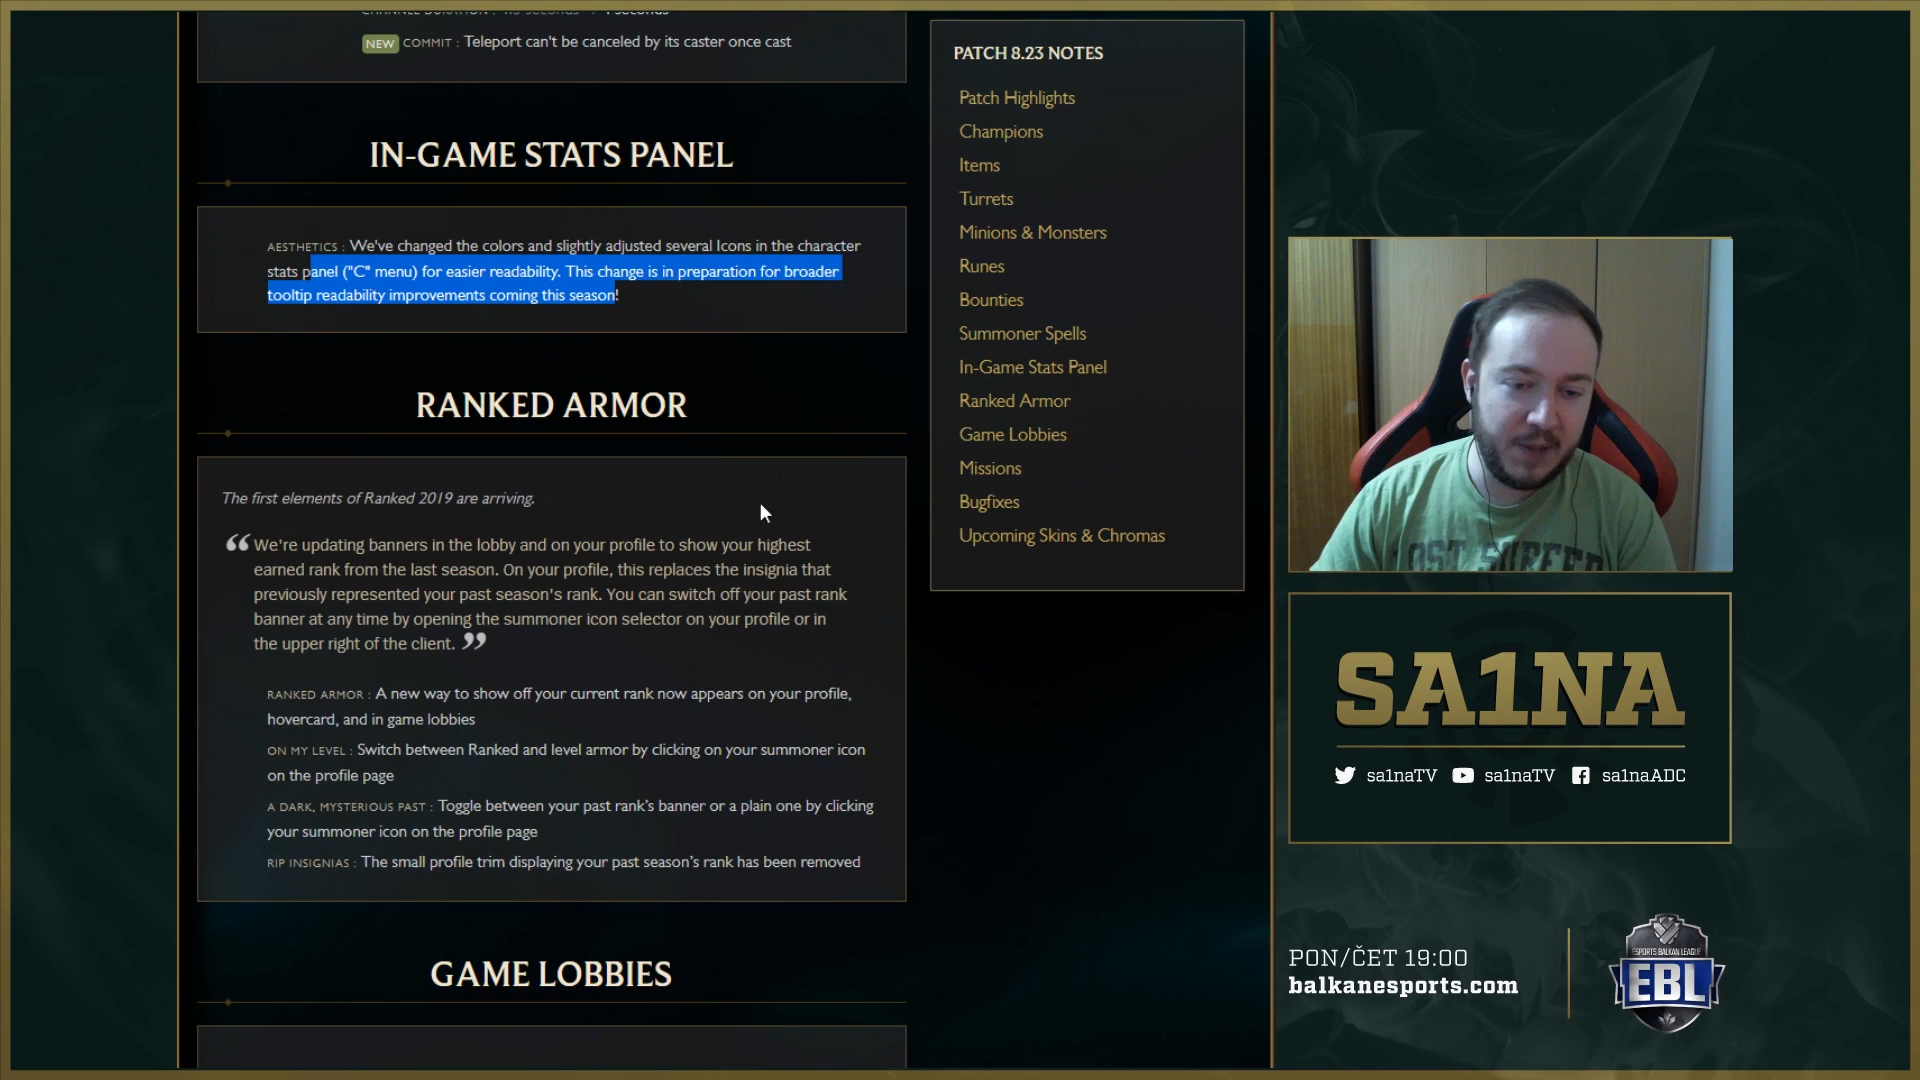 NEW COMMIT : Teleport can't be canceled by its caster once cast
IN-GAME STATS PANEL
AESTHETICS : We've changed the colors and slightly adjusted several Icons in the character
stats panel ("C" menu) for easier readability. This change is in preparation for broader
tooltip readability improvements coming this season!
RANKED ARMOR
The first elements of Ranked 2019 are arriving.
“ We're updating banners in the lobby and on your profile to show your highest
earned rank from the last season. On your profile, this replaces the insignia that
previously represented your past season's rank. You can switch off your past rank
banner at any time by opening the summoner icon selector on your profile or in
the upper right of the client. ”
RANKED ARMOR : A new way to show off your current rank now appears on your profile,
hovercard, and in game lobbies
ON MY LEVEL : Switch between Ranked and level armor by clicking on your summoner icon
on the profile page
A DARK, MYSTERIOUS PAST : Toggle between your past rank’s banner or a plain one by clicking
your summoner icon on the profile page
RIP INSIGNIAS : The small profile trim displaying your past season’s rank has been removed
GAME LOBBIES
PATCH 8.23 NOTES
Patch Highlights
Champions
Items
Turrets
Minions & Monsters
Runes
Bounties
Summoner Spells
In-Game Stats Panel
Ranked Armor
Game Lobbies
Missions
Bugfixes
Upcoming Skins & Chromas
SA1NA
sa1naTV sa1naTV sa1naADC
PON/ČET 19:00
balkanesports.com
ESPORTS BALKAN LEAGUE
EBL